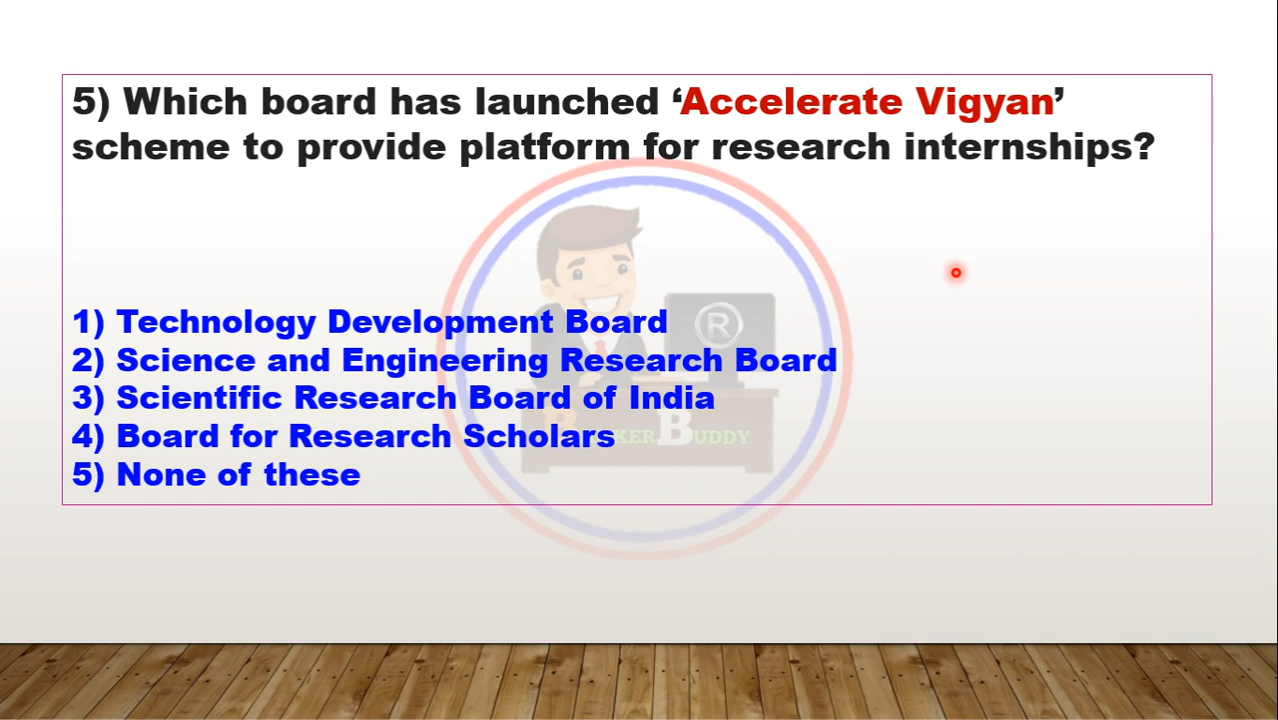 5) Which board has launched ‘Accelerate Vigyan’
scheme to provide platform for research internships?
1) Technology Development Board
2) Science and Engineering Research Board
3) Scientific Research Board of India
4) Board for Research Scholars
5) None of these
®
BUDDY